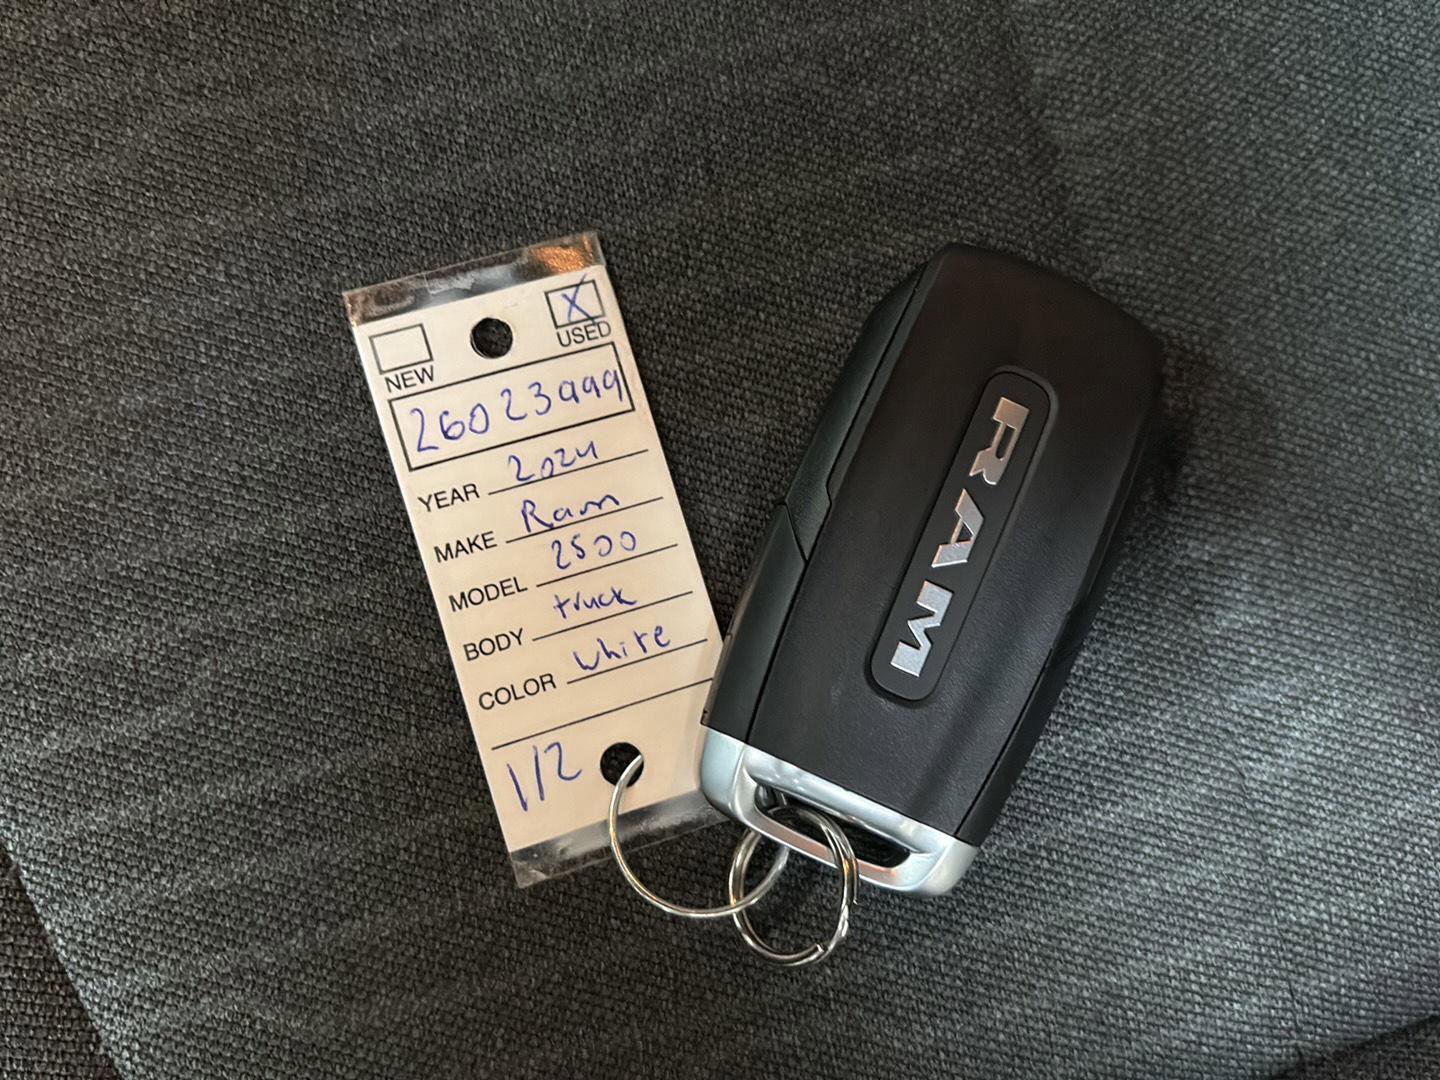 X
NEW USED
26023999
YEAR 2024
MAKE Ram
MODEL 2500
BODY truck
COLOR white
1/2
RAM